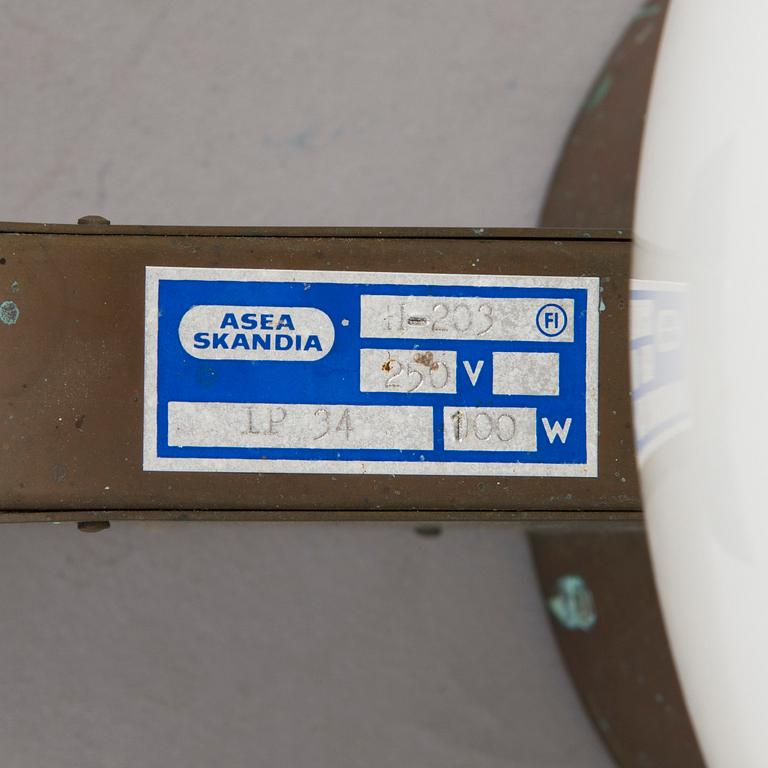 ASEA
SKANDIA
H-203 FI
250 V
IP 34 100 W